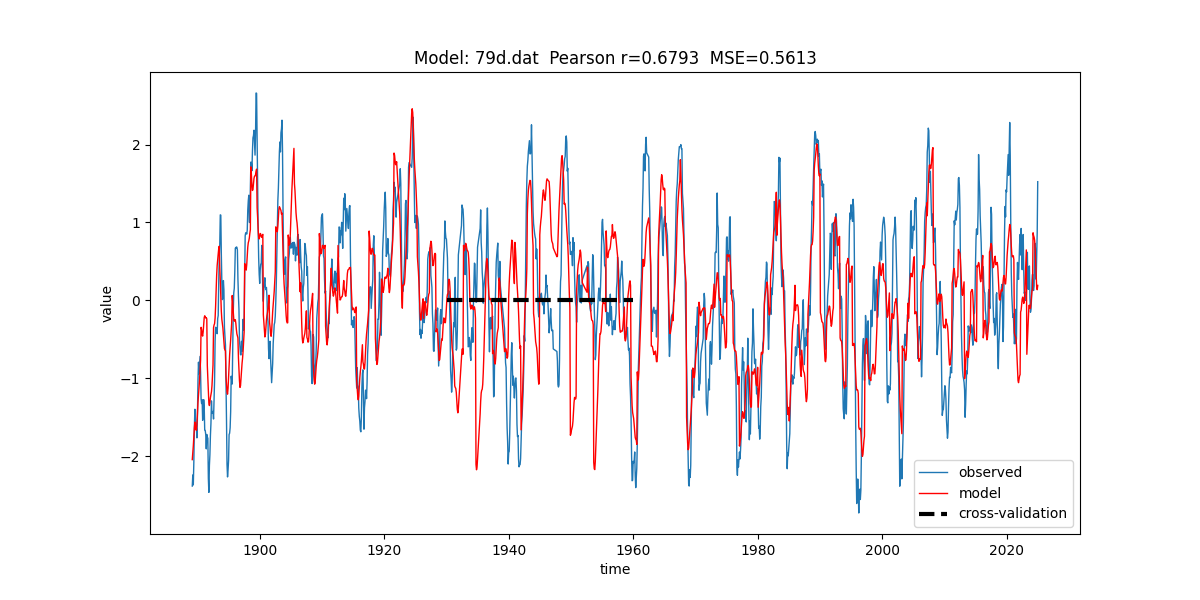 Model: 79d.dat  Pearson r=0.6793  MSE=0.5613
value
2
1
0
−1
−2
1900
1920
1940
1960
1980
2000
2020
time
observed
model
cross-validation